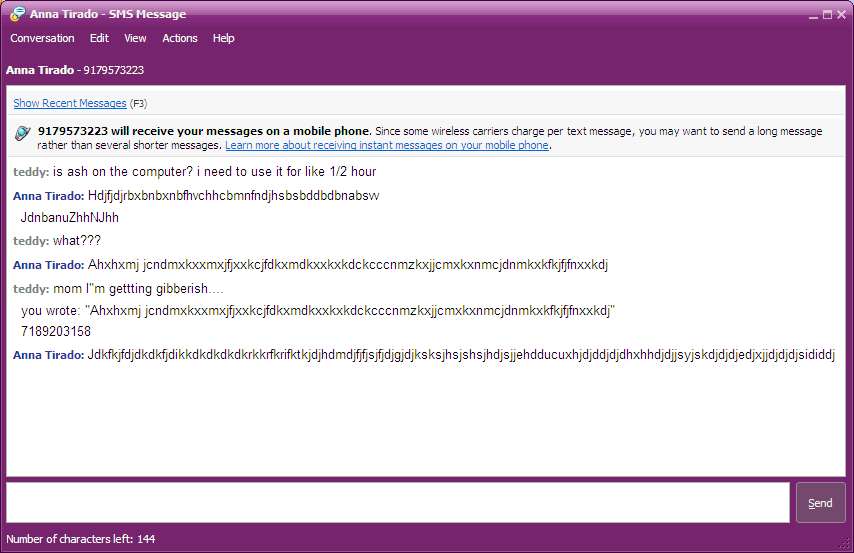 Anna Tirado - SMS Message
Conversation Edit View Actions Help
Anna Tirado - 9179573223
Show Recent Messages (F3)
9179573223 will receive your messages on a mobile phone. Since some wireless carriers charge per text message, you may want to send a long message
rather than several shorter messages. Learn more about receiving instant messages on your mobile phone.
teddy: is ash on the computer? i need to use it for like 1/2 hour
Anna Tirado: Hdjfjdjrbxbnbxnbfhvchhcbmnfndjhsbsbddbdbnabsw
JdnbanuZhhNJhh
teddy: what???
Anna Tirado: Ahxhxmj jcndmxkxxmxjfjxxkcjfdkxmdkxxkxkdckcccnmzkxjjcmxkxnmcjdnmkxkfkjfjfnxxkdj
teddy: mom I"m gettting gibberish....
you wrote: "Ahxhxmj jcndmxkxxmxjfjxxkcjfdkxmdkxxkxkdckcccnmzkxjjcmxkxnmcjdnmkxkfkjfjfnxxkdj"
7189203158
Anna Tirado: Jdkfkjfdjdkdkfjdikkdkdkdkdkrkkrfkrifktkjdjhdmdjfjfjsjfjdjgjdjksksjhsjshsjhdjsjjehdducuxhjdjddjdjdhxhhdjdjjsyjskdjdjdjedjxjjdjdjdjsididdj
Send
Number of characters left: 144